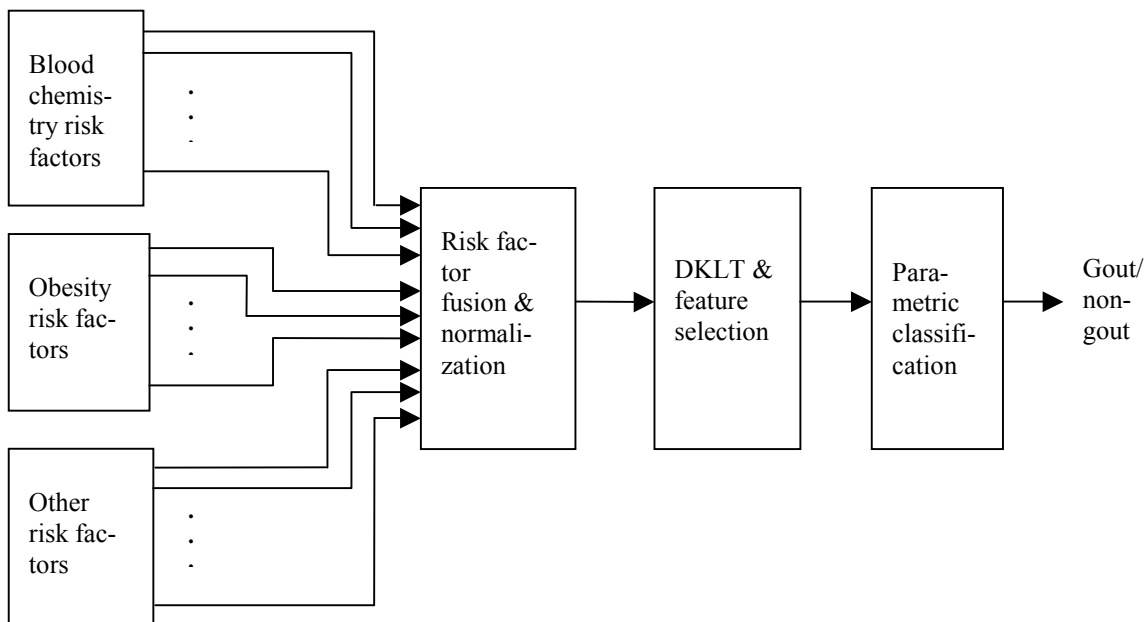 Blood
chemis-
try risk
factors
Obesity
risk fac-
tors
Other
risk fac-
tors
Risk fac-
tor
fusion &
normali-
zation
DKLT &
feature
selection
Para-
metric
classifi-
cation
Gout/
non-
gout